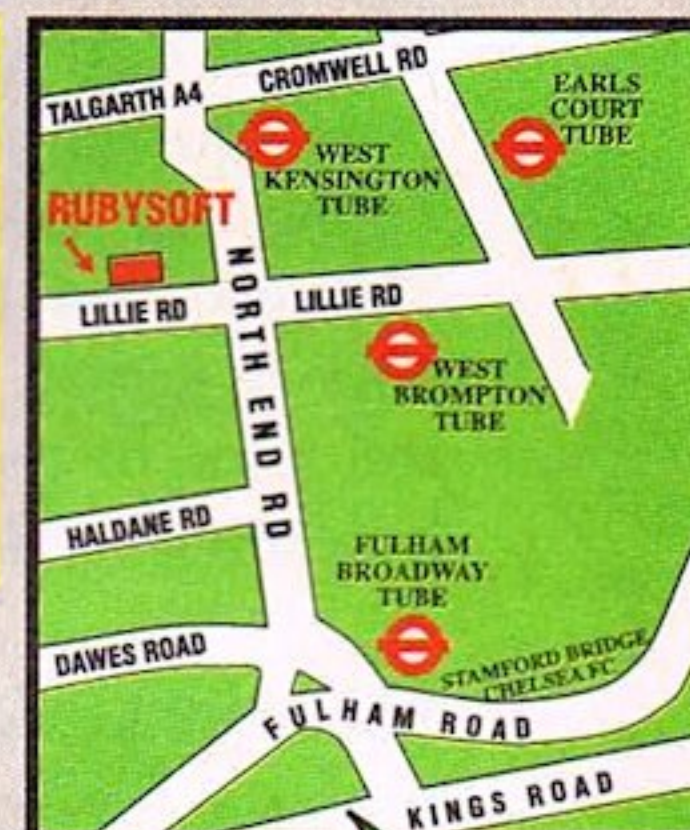 TALGARTH A4
CROMWELL RD
EARLS
COURT
TUBE
WEST
KENSINGTON
TUBE
RUBYSOFT
NORTH END RD
LILLIE RD
LILLIE RD
WEST
BROMPTON
TUBE
HALDANE RD
FULHAM
BROADWAY
TUBE
DAWES ROAD
STAMFORD BRIDGE
CHELSEA FC
FULHAM ROAD
KINGS ROAD